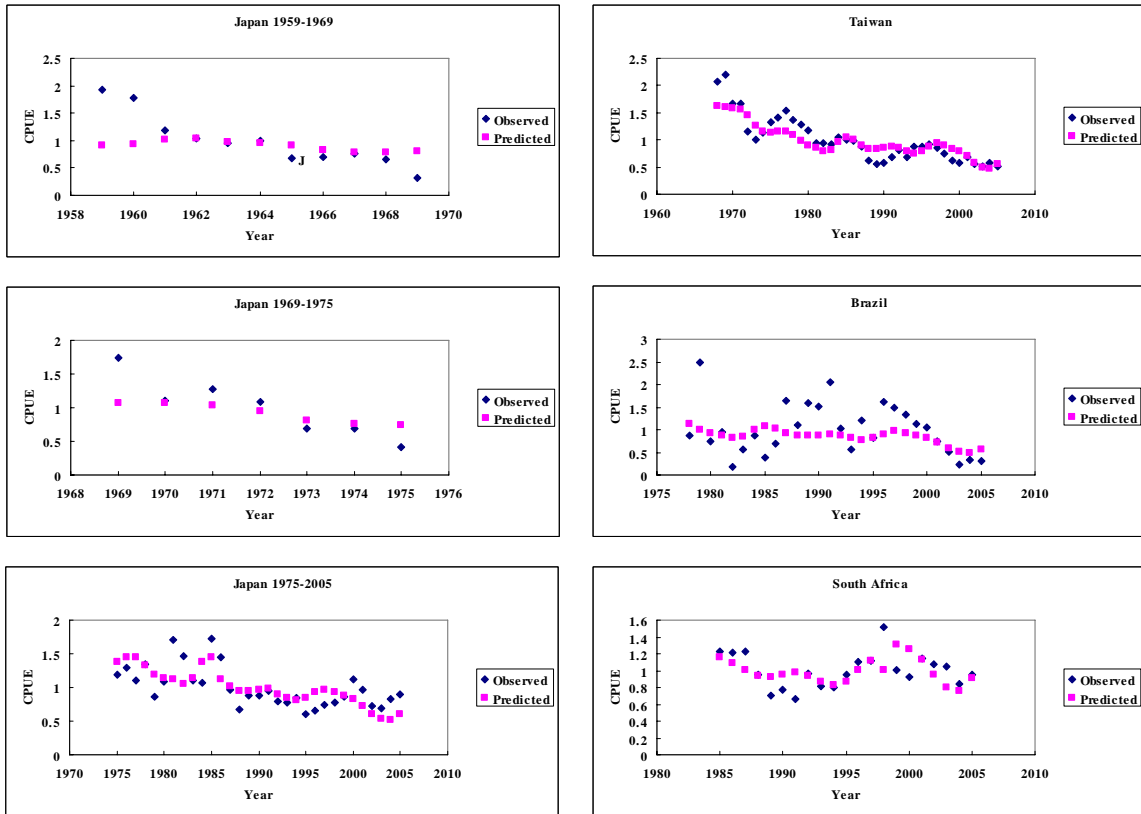 Japan 1959-1969
2.5
2
1.5
1
0.5
0
CPUE
J
1958 1960 1962 1964 1966 1968 1970
Year
Observed
Predicted
Taiwan
2.5
2
1.5
1
0.5
0
CPUE
1960 1970 1980 1990 2000 2010
Year
Observed
Predicted
Japan 1969-1975
2
1.5
1
0.5
0
CPUE
1968 1969 1970 1971 1972 1973 1974 1975 1976
Year
Observed
Predicted
Brazil
3
2.5
2
1.5
1
0.5
0
CPUE
1975 1980 1985 1990 1995 2000 2005 2010
Year
Observed
Predicted
Japan 1975-2005
2
1.5
1
0.5
0
CPUE
1970 1975 1980 1985 1990 1995 2000 2005 2010
Year
Observed
Predicted
South Africa
1.6
1.4
1.2
1
0.8
0.6
0.4
0.2
0
CPUE
1980 1985 1990 1995 2000 2005 2010
Year
Observed
Predicted